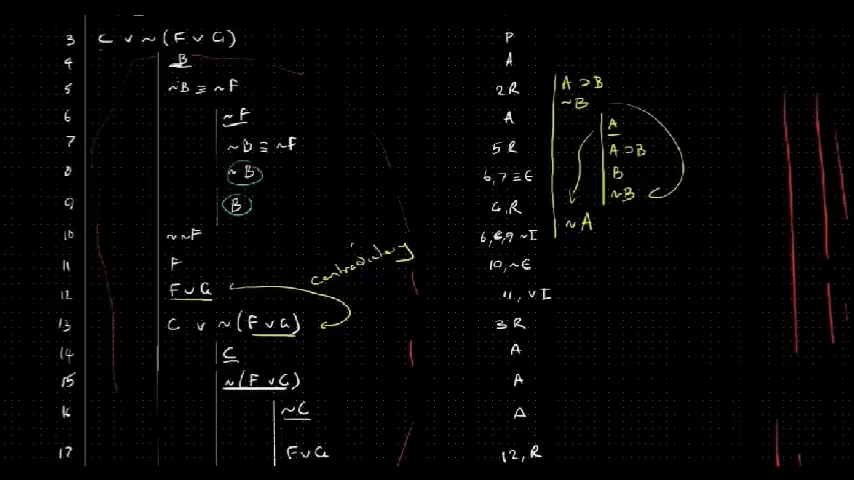 3 C ∨ ~(F ∨ G) P
4 B A
5 ~B ≡ ~F 2R
6 ~F A
7 ~B ≡ ~F 5R
8 ~B 6,7 ≡E
9 B 4,R
10 ~~F 6,8,9 ~I
11 F 10,~E
12 F∨G 11, ∨I
13 C ∨ ~(F ∨ G) 3R
14 C A
15 ~(F ∨ G) A
16 ~C A
17 F∨G 12,R
contradictory
A ⊃ B
~B
A
A ⊃ B
B
~B
~A